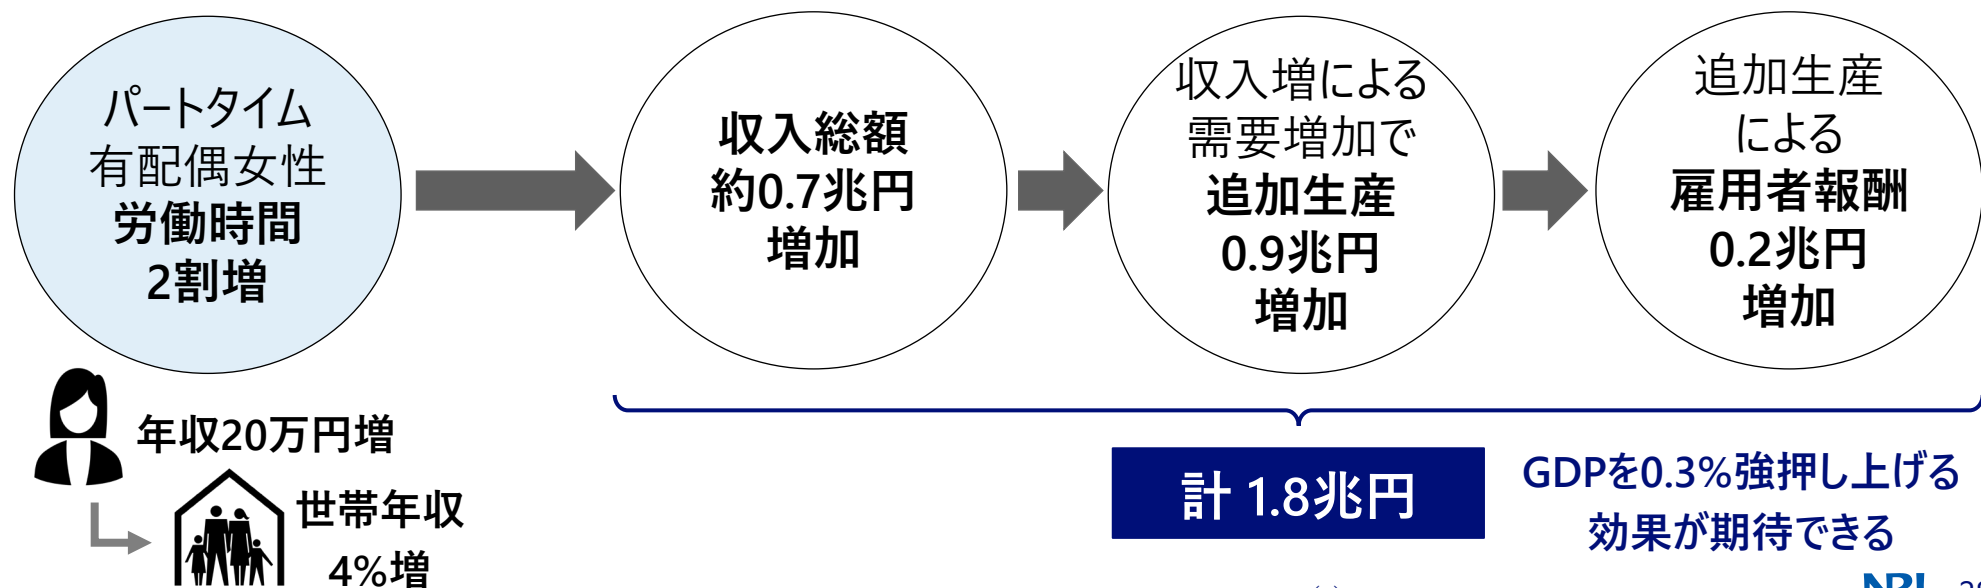 パートタイム
有配偶女性
労働時間
2割増
収入総額
約0.7兆円
増加
収入増による
需要増加で
追加生産
0.9兆円
増加
追加生産
による
雇用者報酬
0.2兆円
増加
年収20万円増
世帯年収
4%増
計 1.8兆円
GDPを0.3%強押し上げる
効果が期待できる
NRI